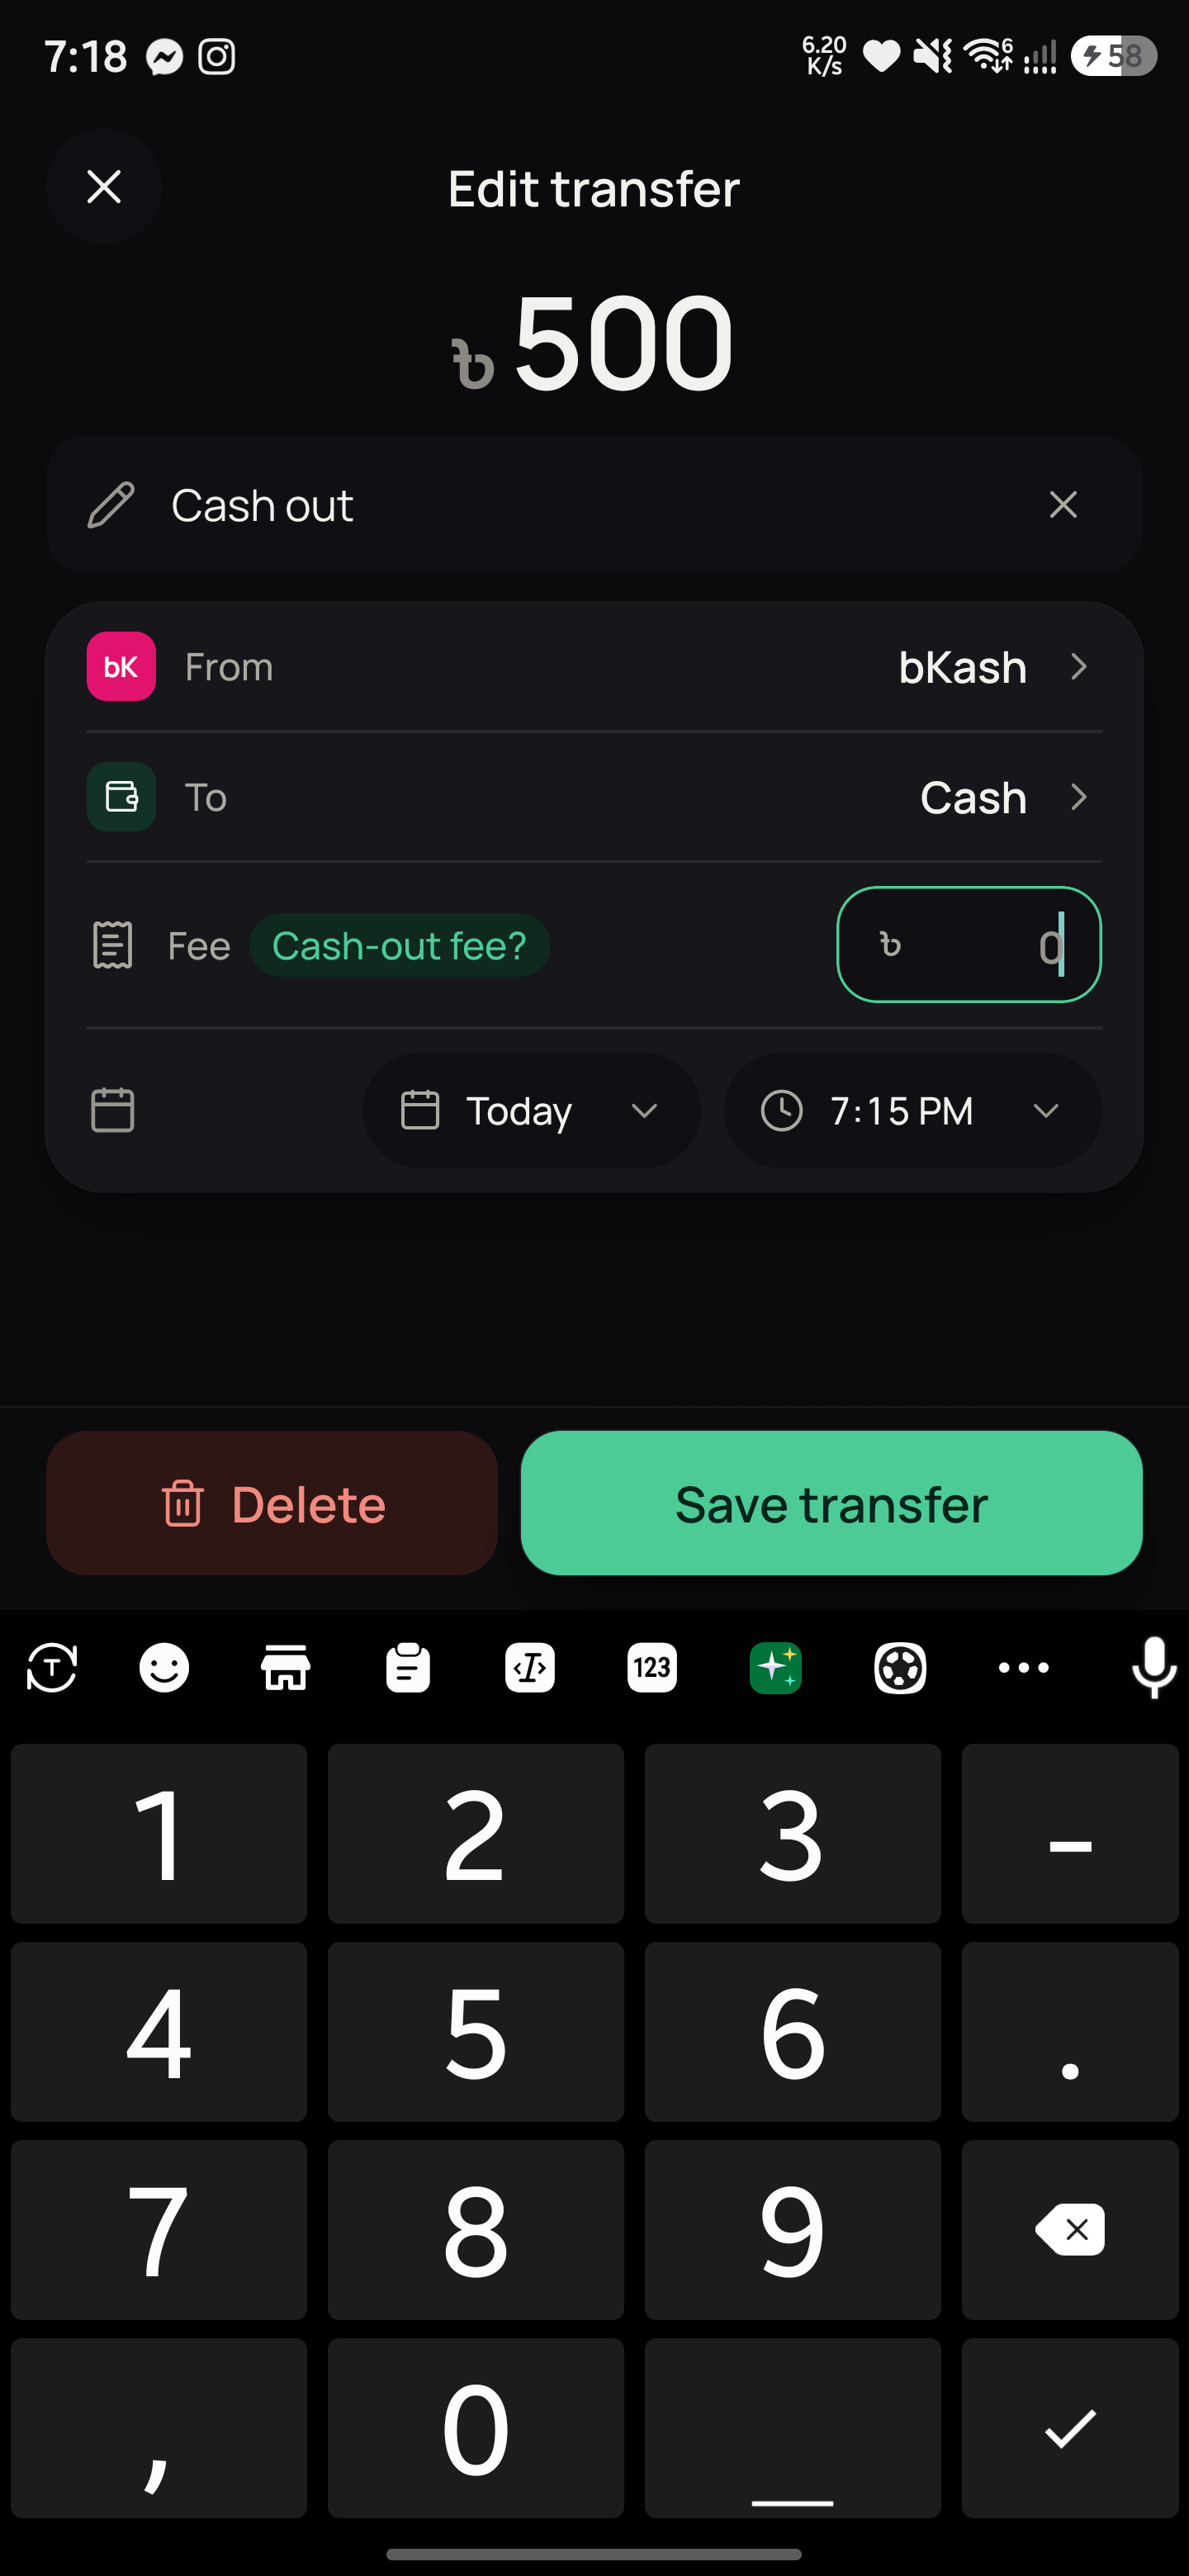 7:18
6.20
K/s
6
58
Edit transfer
৳ 500
Cash out
bK From bKash
To Cash
Fee Cash-out fee? ৳ 0
Today 7:15 PM
Delete Save transfer
T
123
1 2 3 -
4 5 6 .
7 8 9
, 0